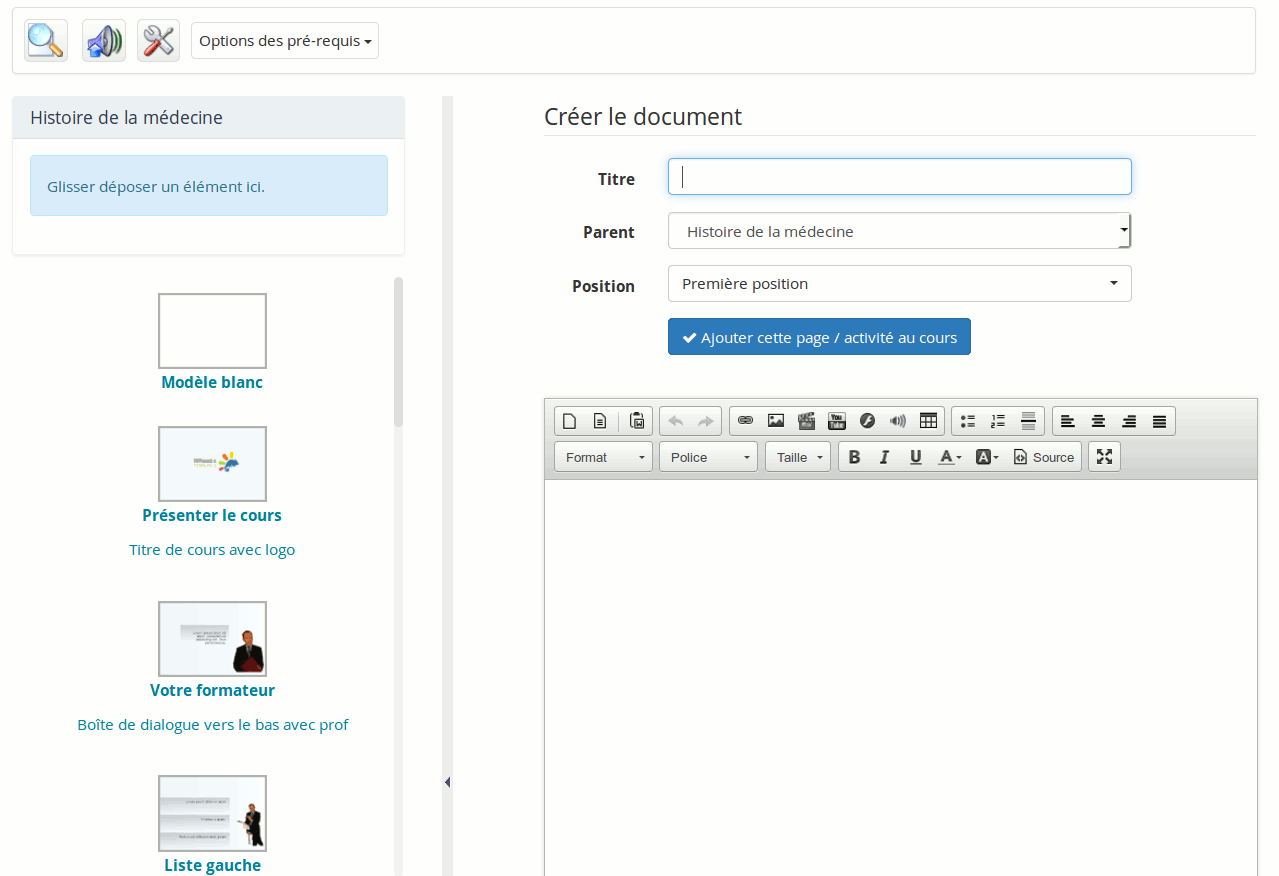 Options des pré-requis
Histoire de la médecine
Glisser déposer un élément ici.
Modèle blanc
Présenter le cours
Titre de cours avec logo
Votre formateur
Boîte de dialogue vers le bas avec prof
Liste gauche
Créer le document
Titre
Parent
Histoire de la médecine
Position
Première position
Ajouter cette page / activité au cours
You
Tube
Format
Police
Taille
B
I
U
A
A
Source